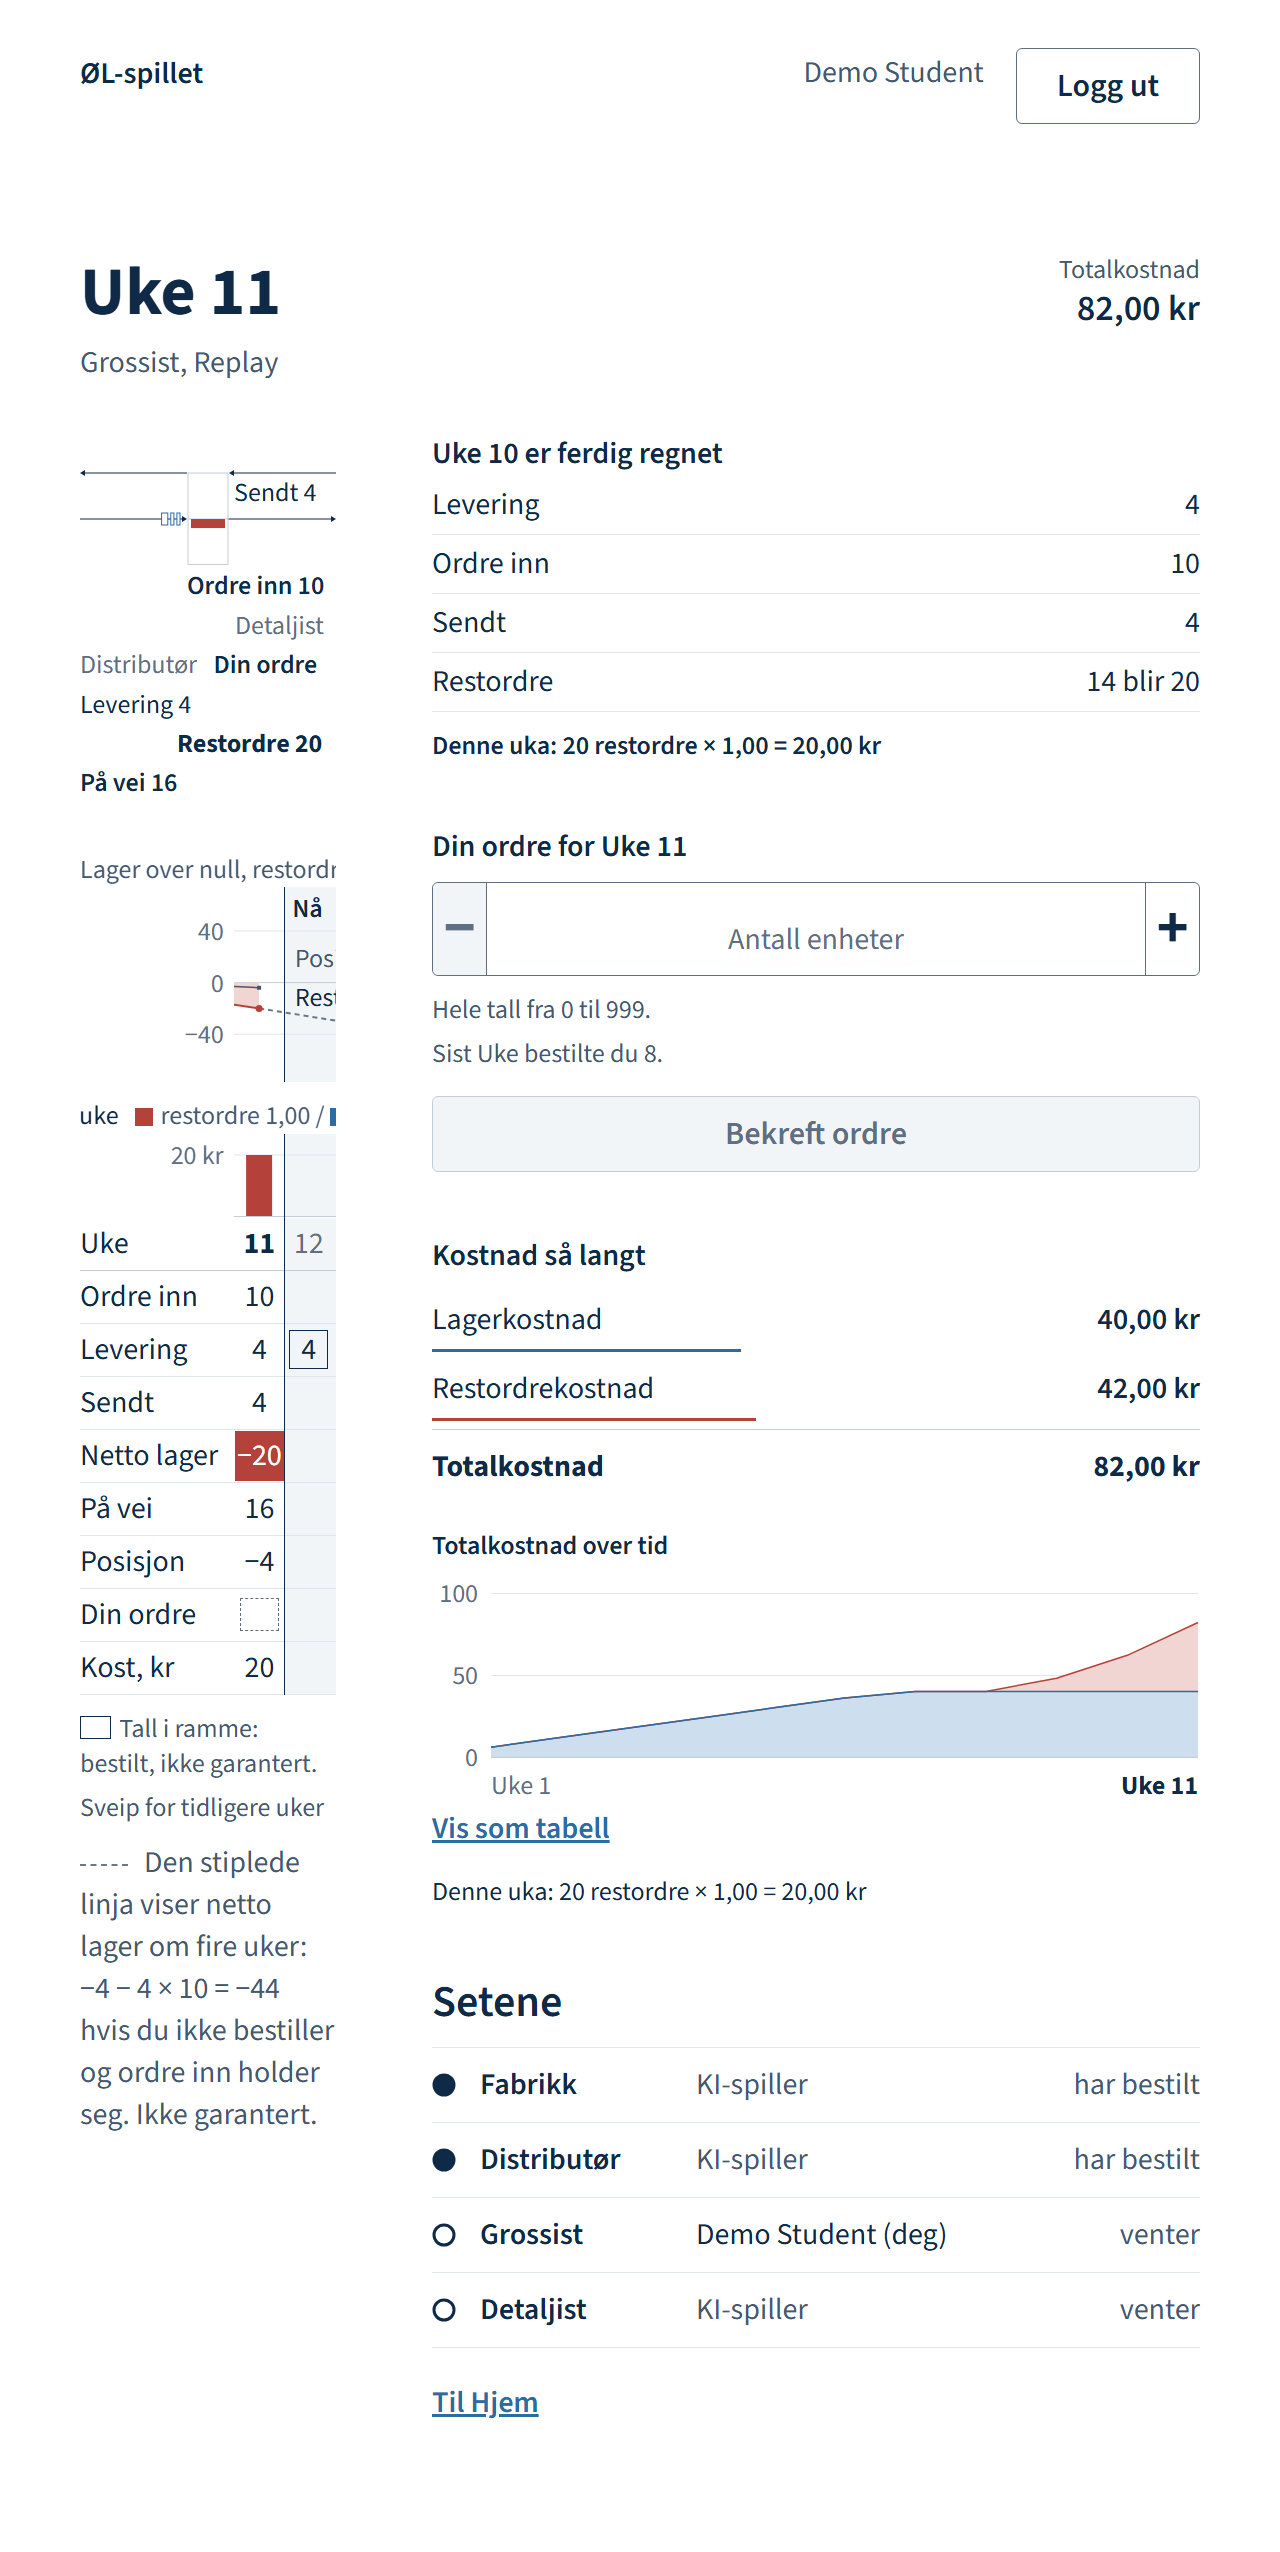 ØL-spillet
Demo Student
Logg ut
Uke 11
Grossist, Replay
Totalkostnad
82,00 kr
Sendt 4
Ordre inn 10
Detaljist
Distributør Din ordre
Levering 4
Restordre 20
På vei 16
Lager over null, restordr
Nå
40
Pos
0
Rest
−40
uke restordre 1,00 /
20 kr
Uke 11 12
Ordre inn 10
Levering 4 4
Sendt 4
Netto lager −20
På vei 16
Posisjon −4
Din ordre
Kost, kr 20
Tall i ramme:
bestilt, ikke garantert.
Sveip for tidligere uker
Den stiplede
linja viser netto
lager om fire uker:
−4 − 4 × 10 = −44
hvis du ikke bestiller
og ordre inn holder
seg. Ikke garantert.
Uke 10 er ferdig regnet
Levering 4
Ordre inn 10
Sendt 4
Restordre 14 blir 20
Denne uka: 20 restordre × 1,00 = 20,00 kr
Din ordre for Uke 11
− Antall enheter +
Hele tall fra 0 til 999.
Sist Uke bestilte du 8.
Bekreft ordre
Kostnad så langt
Lagerkostnad 40,00 kr
Restordrekostnad 42,00 kr
Totalkostnad 82,00 kr
Totalkostnad over tid
100
50
0
Uke 1 Uke 11
Vis som tabell
Denne uka: 20 restordre × 1,00 = 20,00 kr
Setene
Fabrikk KI-spiller har bestilt
Distributør KI-spiller har bestilt
Grossist Demo Student (deg) venter
Detaljist KI-spiller venter
Til Hjem